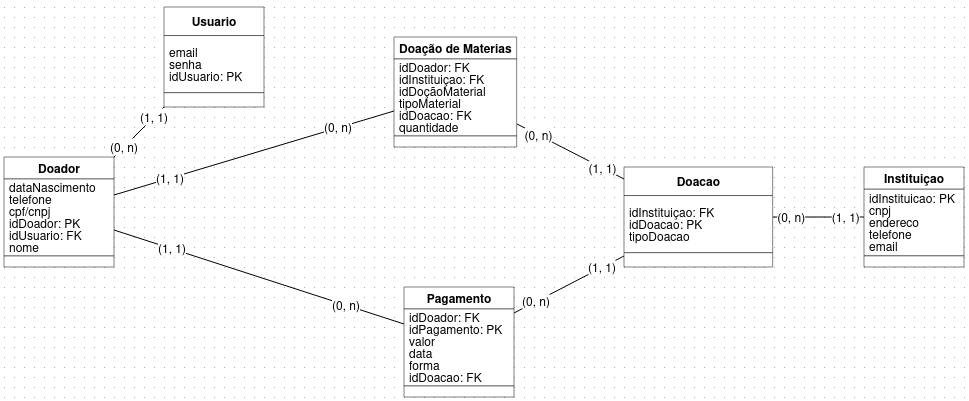 Usuario
email
senha
idUsuario: PK
(1, 1)
(0, n)
Doador
dataNascimento
telefone
cpf/cnpj
idDoador: PK
idUsuario: FK
nome
(1, 1)
(0, n)
Doação de Materias
idDoador: FK
idInstituiçao: FK
idDoçãoMaterial
tipoMaterial
idDoacao: FK
quantidade
(0, n)
(1, 1)
Doacao
idInstituiçao: FK
idDoacao: PK
tipoDoacao
(0, n)
(1, 1)
Instituiçao
idInstituicao: PK
cnpj
endereco
telefone
email
(1, 1)
(0, n)
Pagamento
idDoador: FK
idPagamento: PK
valor
data
forma
idDoacao: FK
(0, n)
(1, 1)